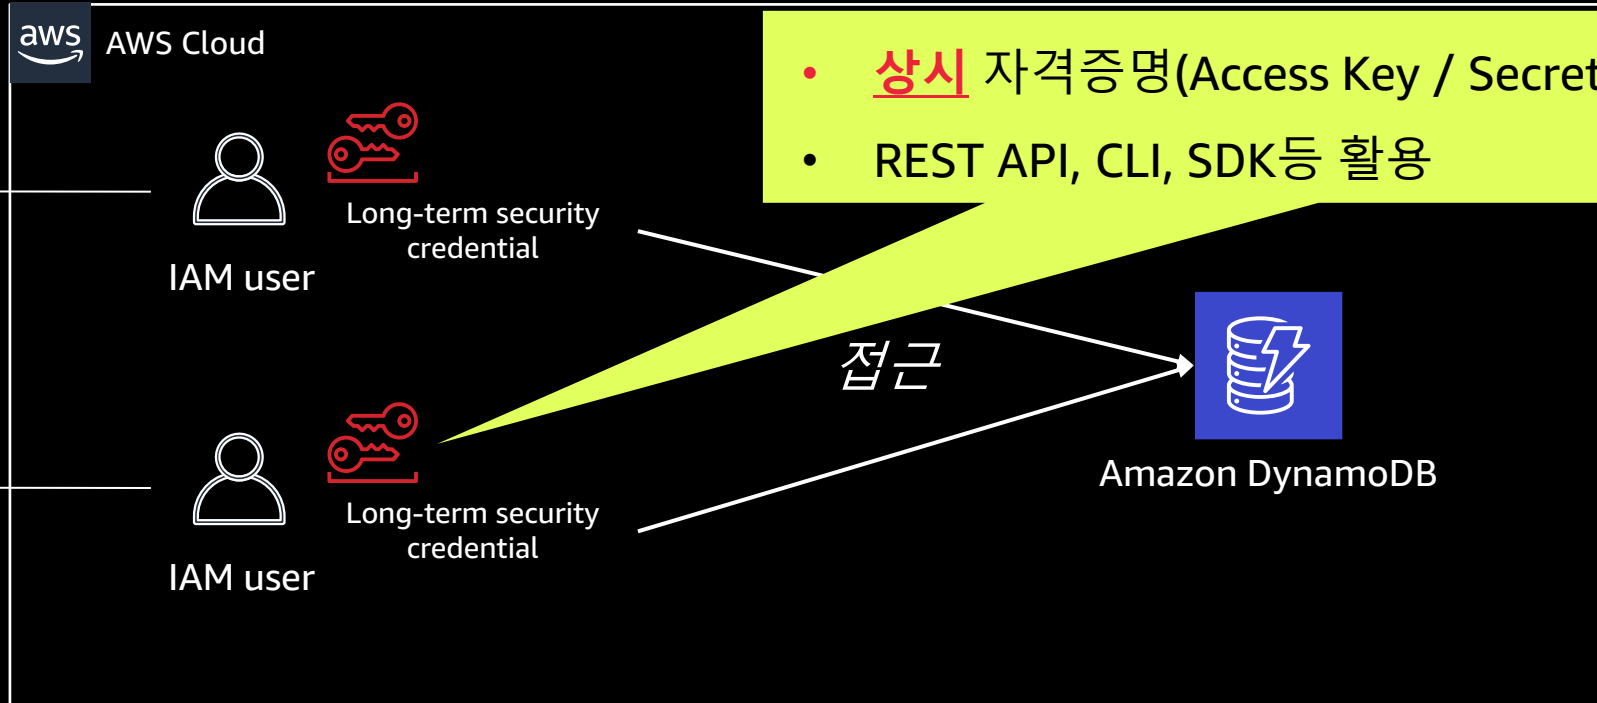 aws
AWS Cloud
• 상시 자격증명(Access Key / Secret
• REST API, CLI, SDK등 활용
Long-term security
credential
IAM user
접근
Amazon DynamoDB
Long-term security
credential
IAM user